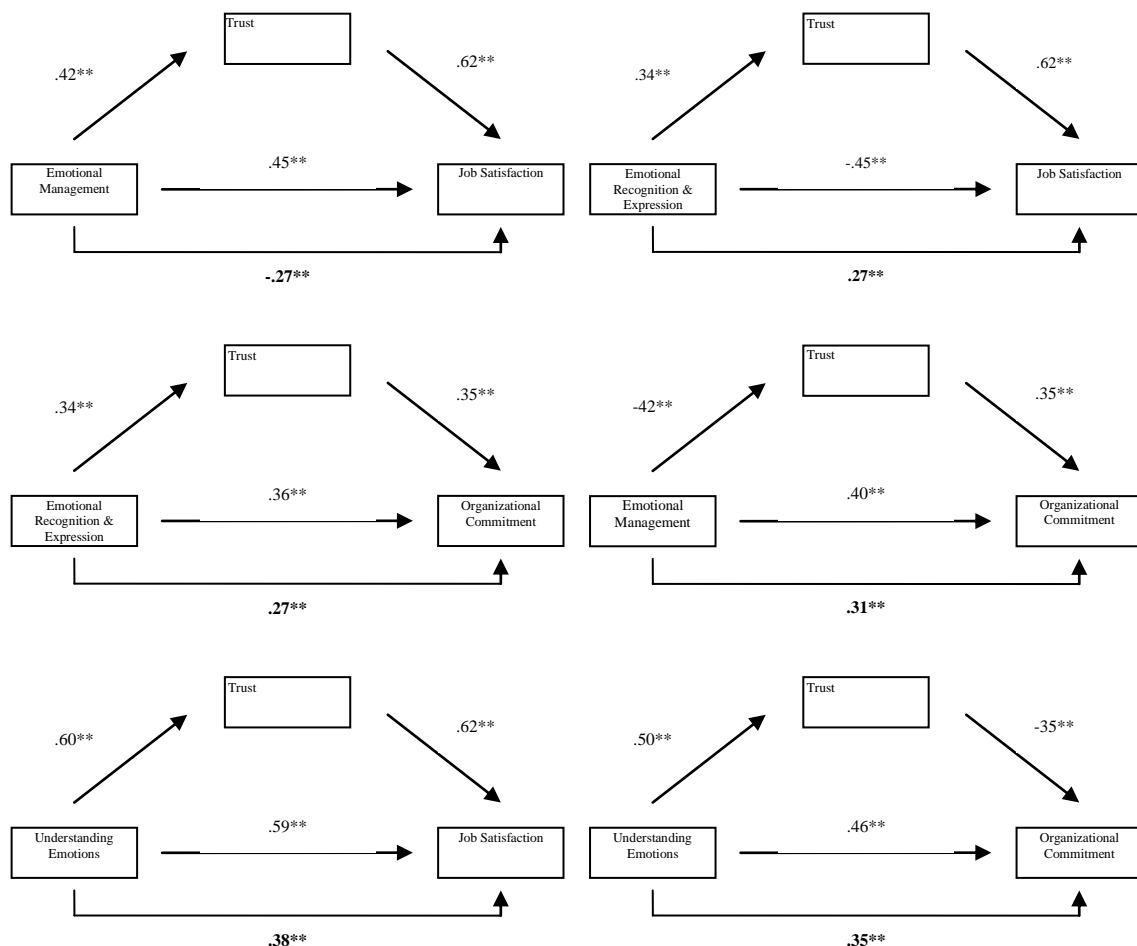 Trust
.42**
.62**
.45**
Emotional
Management
Job Satisfaction
-.27**
Trust
.34**
.62**
-.45**
Emotional
Recognition &
Expression
Job Satisfaction
.27**
Trust
.34**
.35**
.36**
Emotional
Recognition &
Expression
Organizational
Commitment
.27**
Trust
-42**
.35**
.40**
Emotional
Management
Organizational
Commitment
.31**
Trust
.60**
.62**
.59**
Understanding
Emotions
Job Satisfaction
.38**
Trust
.50**
-35**
.46**
Understanding
Emotions
Organizational
Commitment
.35**